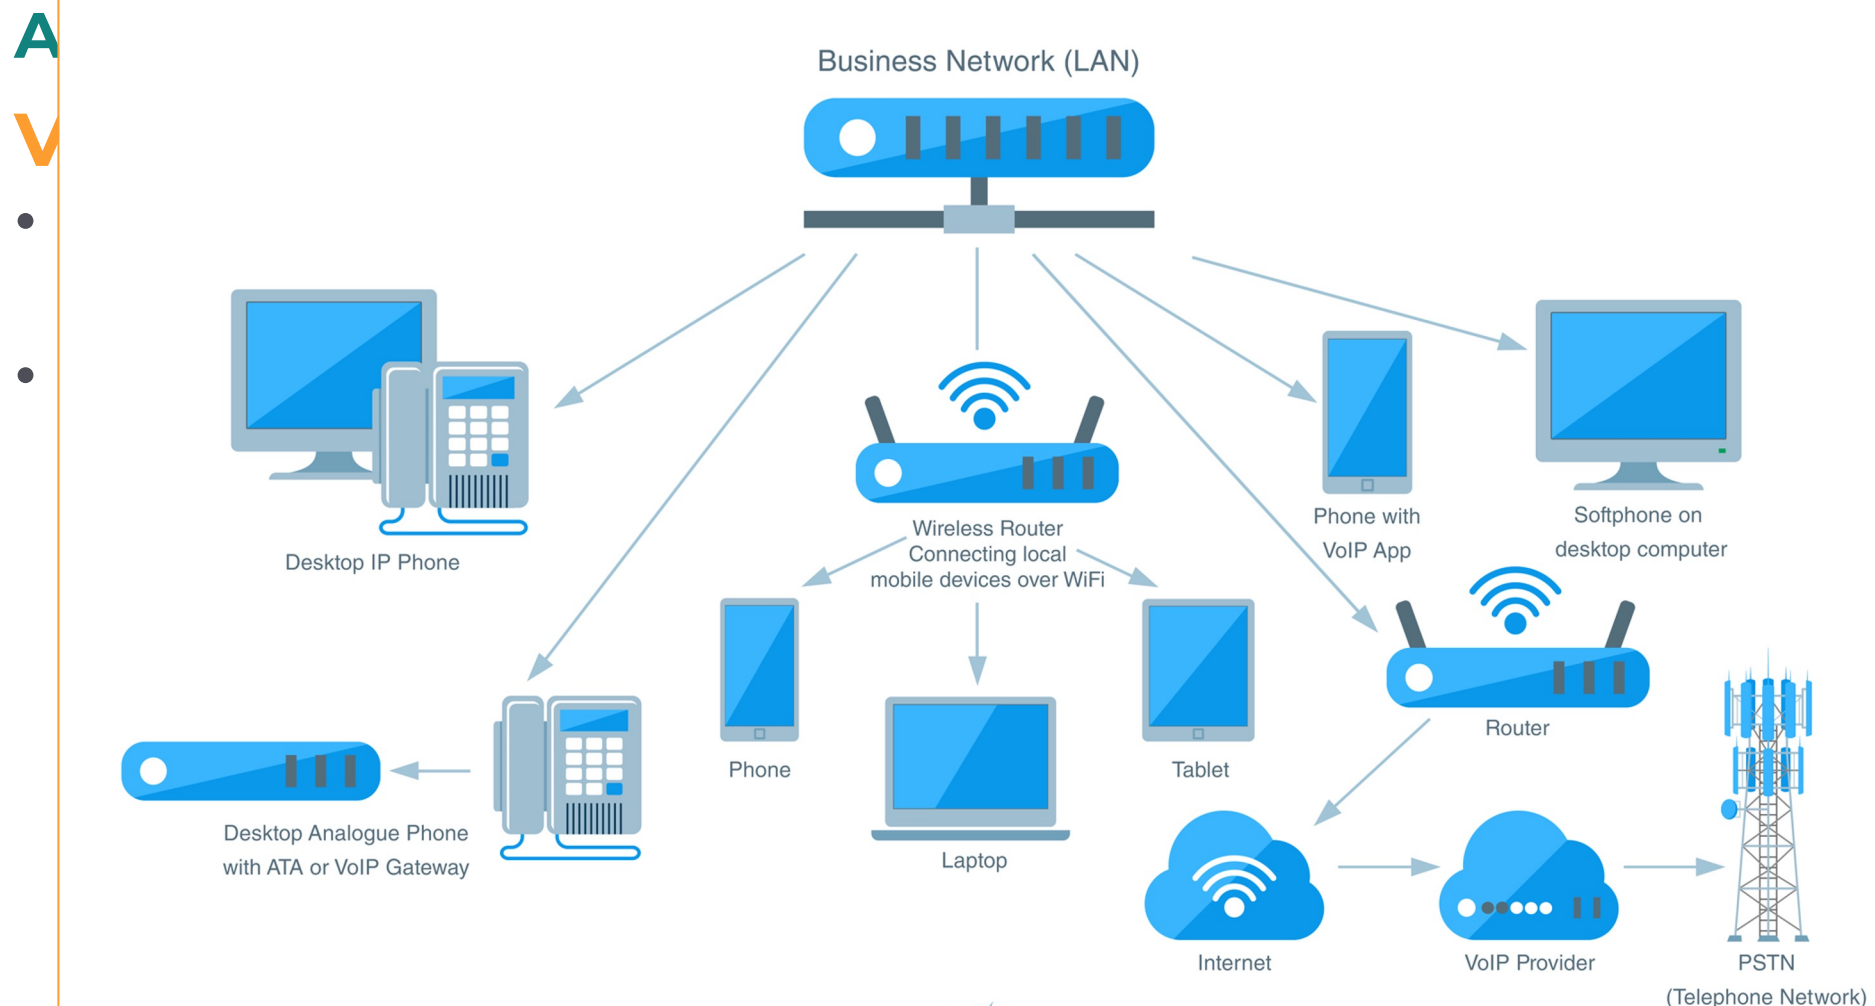 A
V
•
•
Business Network (LAN)
Desktop IP Phone
Wireless Router
Connecting local
mobile devices over WiFi
Phone with
VoIP App
Softphone on
desktop computer
Phone
Laptop
Tablet
Router
Desktop Analogue Phone
with ATA or VoIP Gateway
Internet
VoIP Provider
PSTN
(Telephone Network)